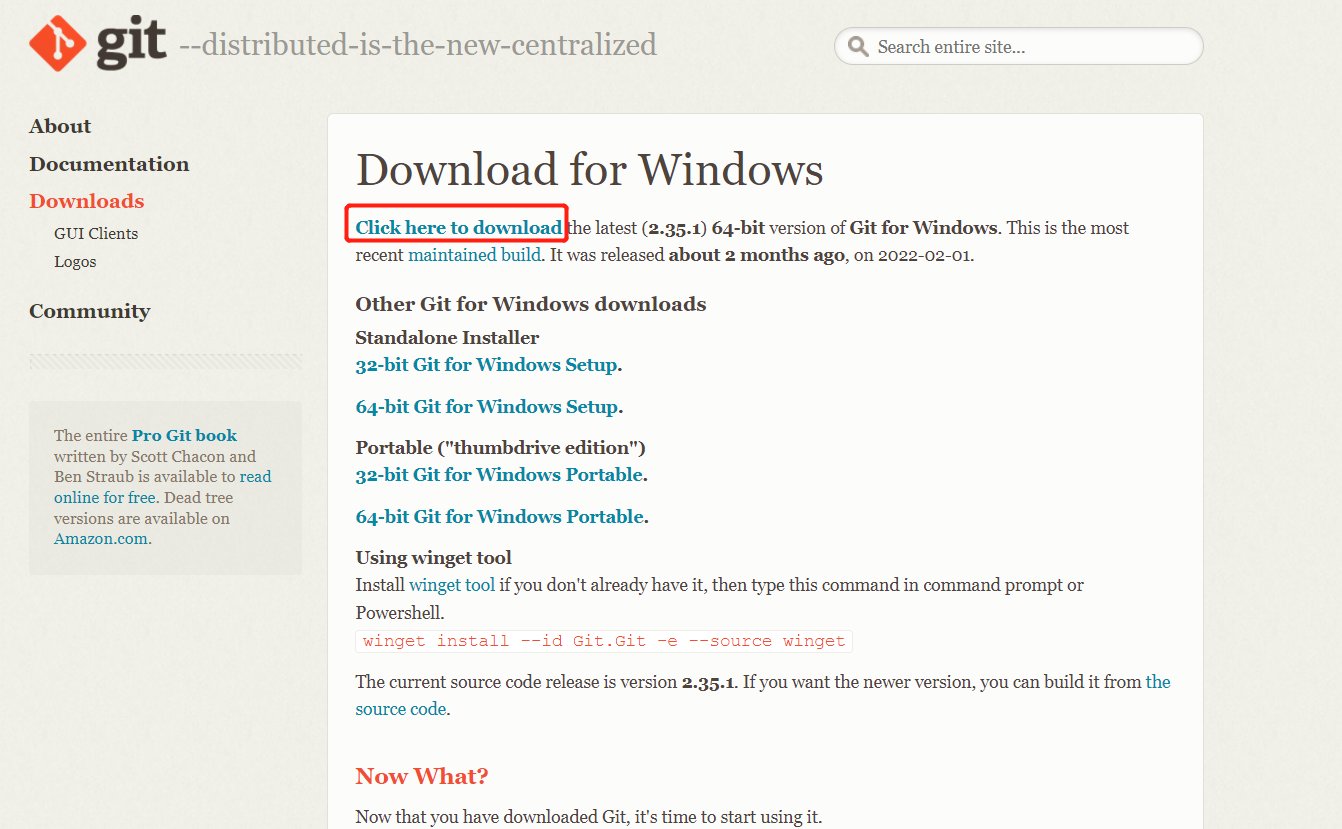 git --distributed-is-the-new-centralized
Search entire site...
About
Documentation
Downloads
GUI Clients
Logos
Community
The entire Pro Git book
written by Scott Chacon and
Ben Straub is available to read
online for free. Dead tree
versions are available on
Amazon.com.
Download for Windows
Click here to download the latest (2.35.1) 64-bit version of Git for Windows. This is the most
recent maintained build. It was released about 2 months ago, on 2022-02-01.
Other Git for Windows downloads
Standalone Installer
32-bit Git for Windows Setup.
64-bit Git for Windows Setup.
Portable ("thumbdrive edition")
32-bit Git for Windows Portable.
64-bit Git for Windows Portable.
Using winget tool
Install winget tool if you don't already have it, then type this command in command prompt or
Powershell.
winget install --id Git.Git -e --source winget
The current source code release is version 2.35.1. If you want the newer version, you can build it from the
source code.
Now What?
Now that you have downloaded Git, it's time to start using it.